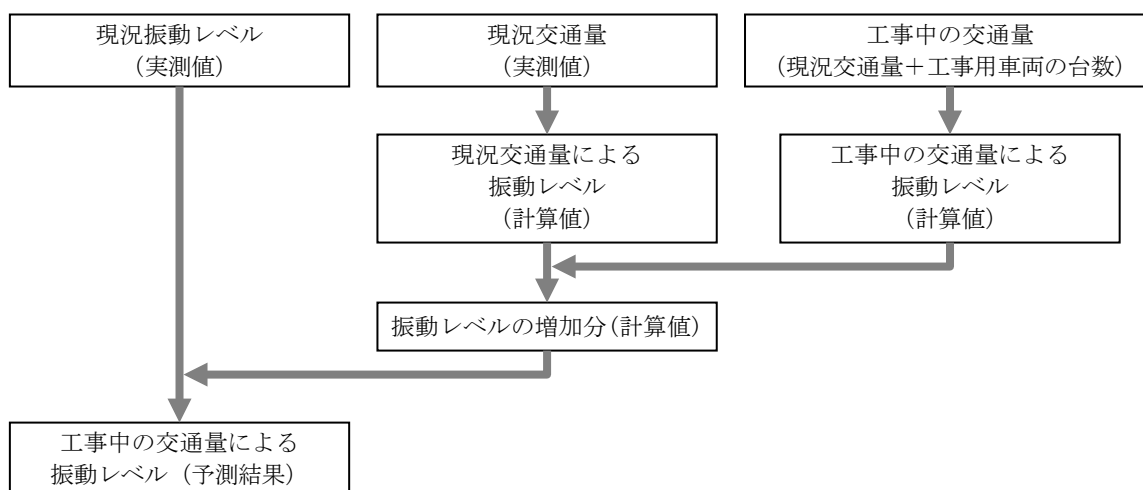 現況振動レベル
(実測値)
現況交通量
(実測値)
工事中の交通量
(現況交通量＋工事用車両の台数)
現況交通量による
振動レベル
(計算値)
工事中の交通量による
振動レベル
(計算値)
振動レベルの増加分(計算値)
工事中の交通量による
振動レベル（予測結果）